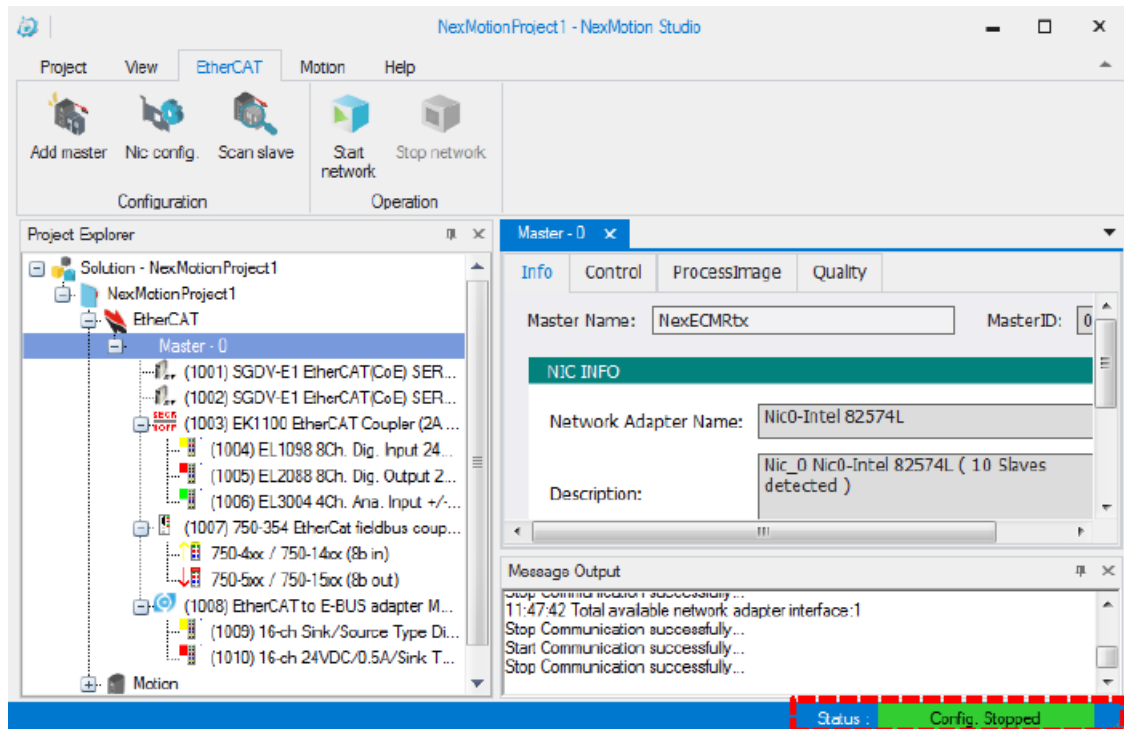 NexMotionProject1 - NexMotion Studio
Project View EtherCAT Motion Help
Add master Nic config. Scan slave Start network Stop network
Configuration Operation
Project Explorer
Solution - NexMotionProject1
NexMotionProject1
EtherCAT
Master - 0
(1001) SGDV-E1 EtherCAT(CoE) SER...
(1002) SGDV-E1 EtherCAT(CoE) SER...
(1003) EK1100 EtherCAT Coupler (2A ...
(1004) EL1098 8Ch. Dig. Input 24...
(1005) EL2088 8Ch. Dig. Output 2...
(1006) EL3004 4Ch. Ana. Input +/-...
(1007) 750-354 EtherCat fieldbus coup...
750-4xx / 750-14xx (8b in)
750-5xx / 750-15xx (8b out)
(1008) EtherCAT to E-BUS adapter M...
(1009) 16-ch Sink/Source Type Di...
(1010) 16-ch 24VDC/0.5A/Sink T...
Motion
Master - 0
Info Control ProcessImage Quality
Master Name: NexECMRtx MasterID: 0
NIC INFO
Network Adapter Name: Nic0-Intel 82574L
Description: Nic_0 Nic0-Intel 82574L ( 10 Slaves
detected )
Message Output
Stop Communication successfully...
11:47:42 Total available network adapter interface:1
Stop Communication successfully...
Start Communication successfully...
Stop Communication successfully...
Status : Config. Stopped